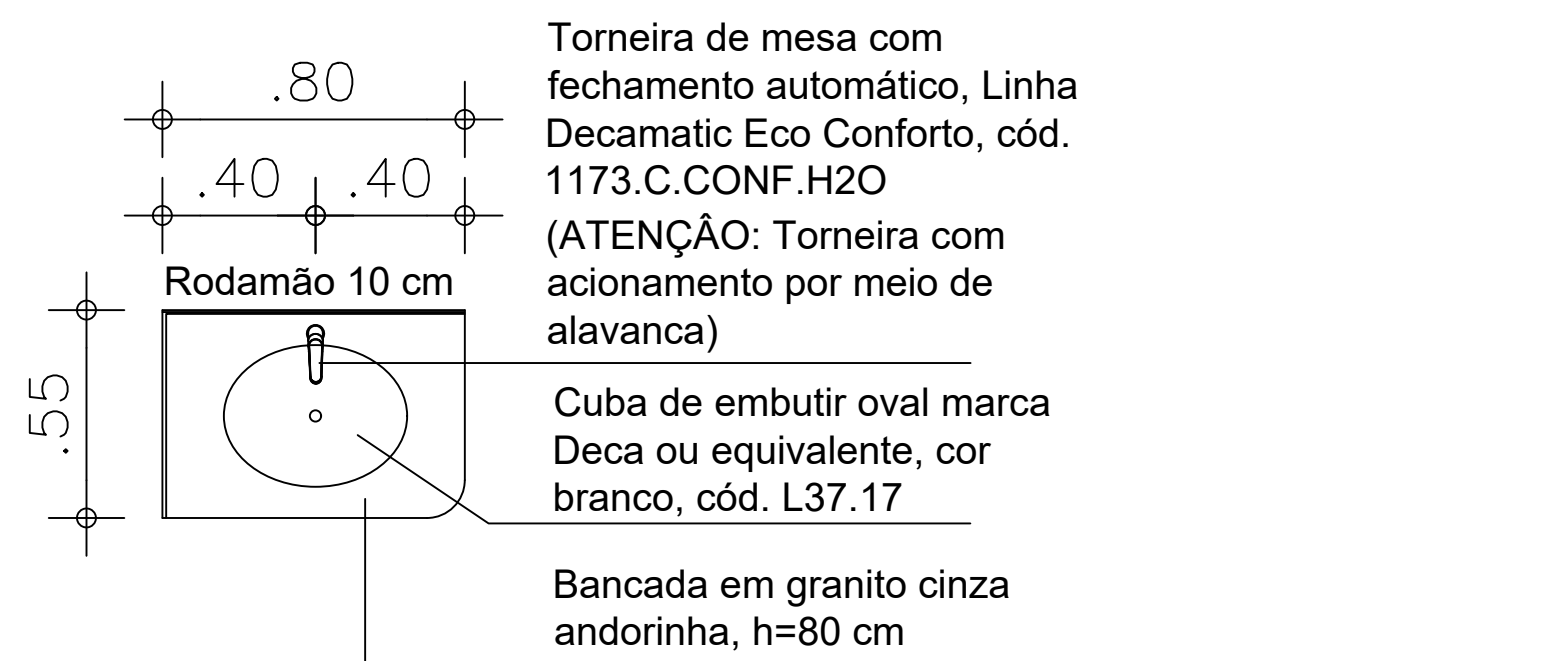 .80
.40 .40
Rodamão 10 cm
.55
Torneira de mesa com
fechamento automático, Linha
Decamatic Eco Conforto, cód.
1173.C.CONF.H2O
(ATENÇÂO: Torneira com
acionamento por meio de
alavanca)
Cuba de embutir oval marca
Deca ou equivalente, cor
branco, cód. L37.17
Bancada em granito cinza
andorinha, h=80 cm